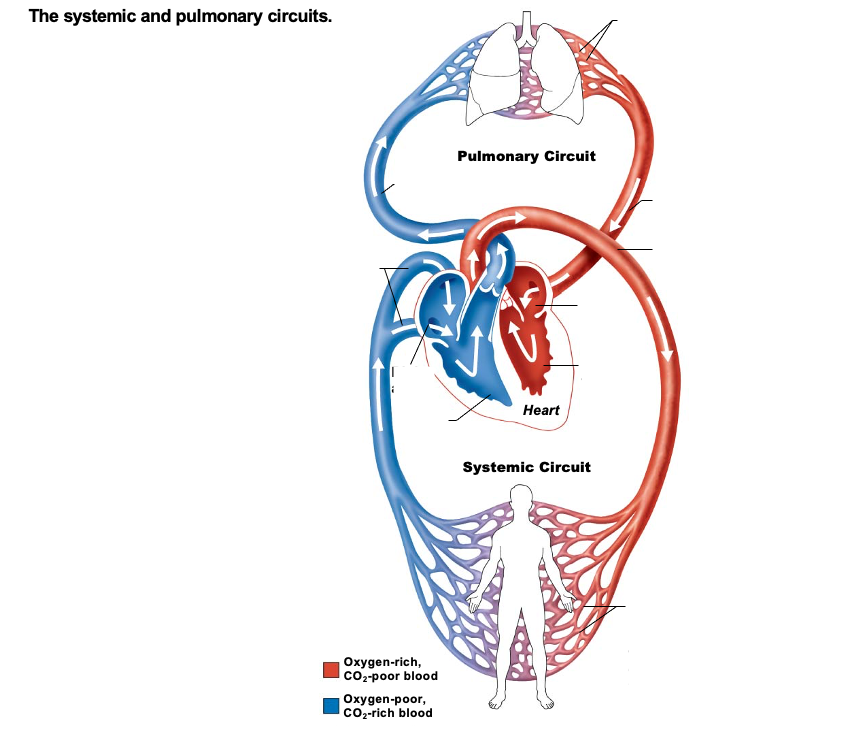 The systemic and pulmonary circuits.
Pulmonary Circuit
Heart
Systemic Circuit
Oxygen-rich,
CO₂-poor blood
Oxygen-poor,
CO₂-rich blood